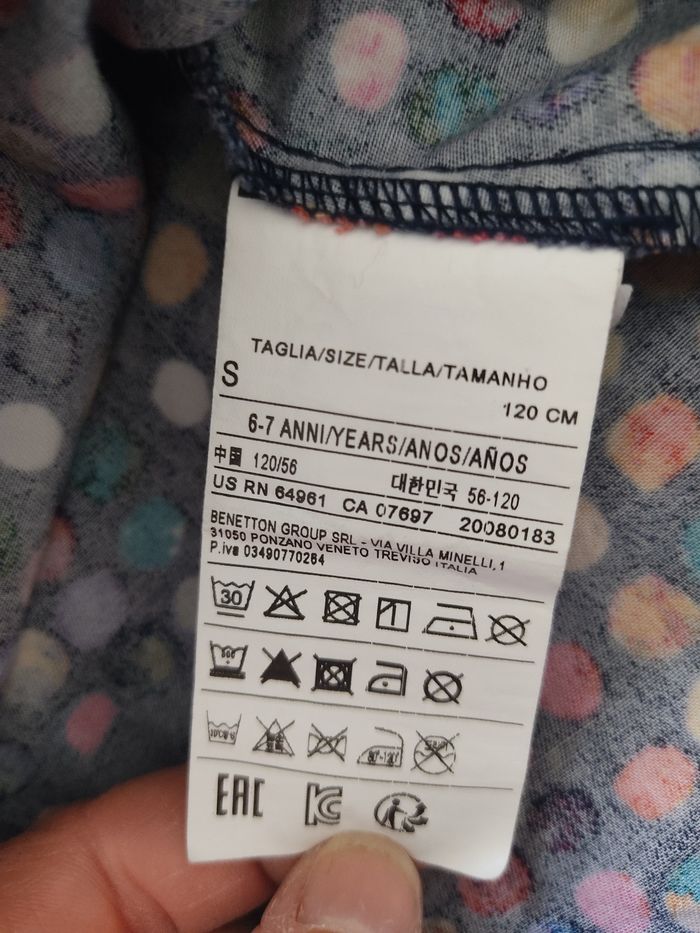 TAGLIA/SIZE/TALLA/TAMANHO
S
120 CM
6-7 ANNI/YEARS/ANOS/AÑOS
中国 120/56 대한민국 56-120
US RN 64961 CA 07697 20080183
BENETTON GROUP SRL - VIA VILLA MINELLI,1
31050 PONZANO VENETO TREVISO ITALIA
P.iva 03490770264
30
EAC